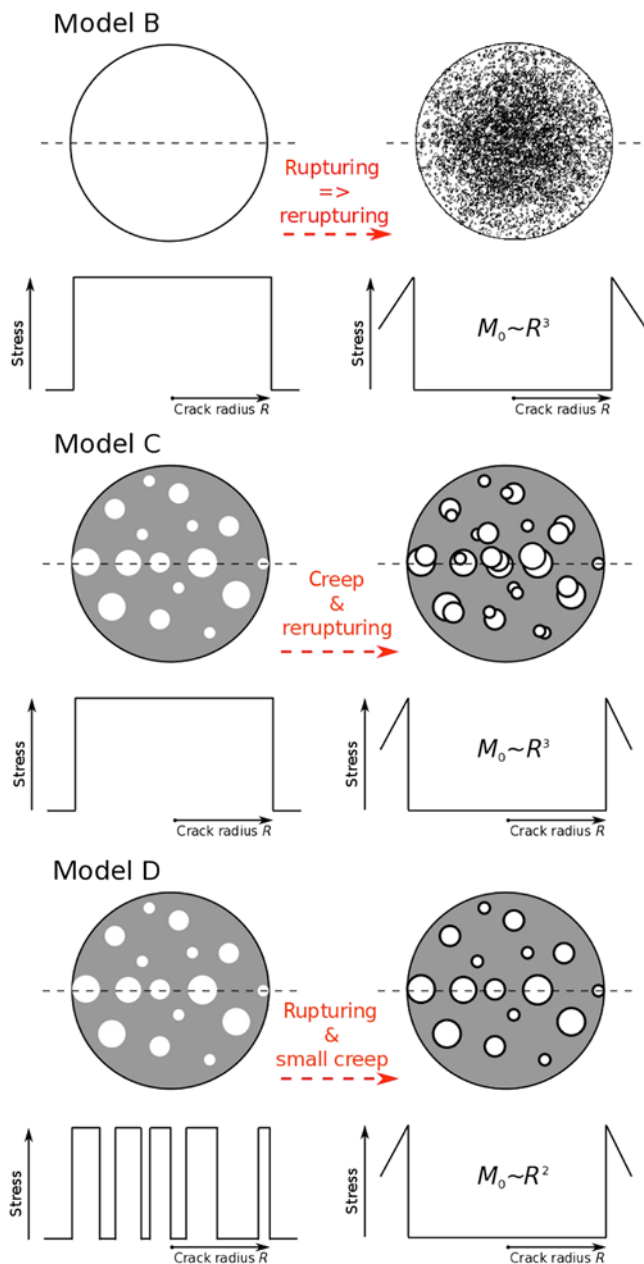 Model B
Rupturing
=>
rerupturing
Stress
Crack radius R
Stress
M₀~R³
Crack radius R
Model C
Creep
&
rerupturing
Stress
Crack radius R
Stress
M₀~R³
Crack radius R
Model D
Rupturing
&
small creep
Stress
Crack radius R
Stress
M₀~R²
Crack radius R